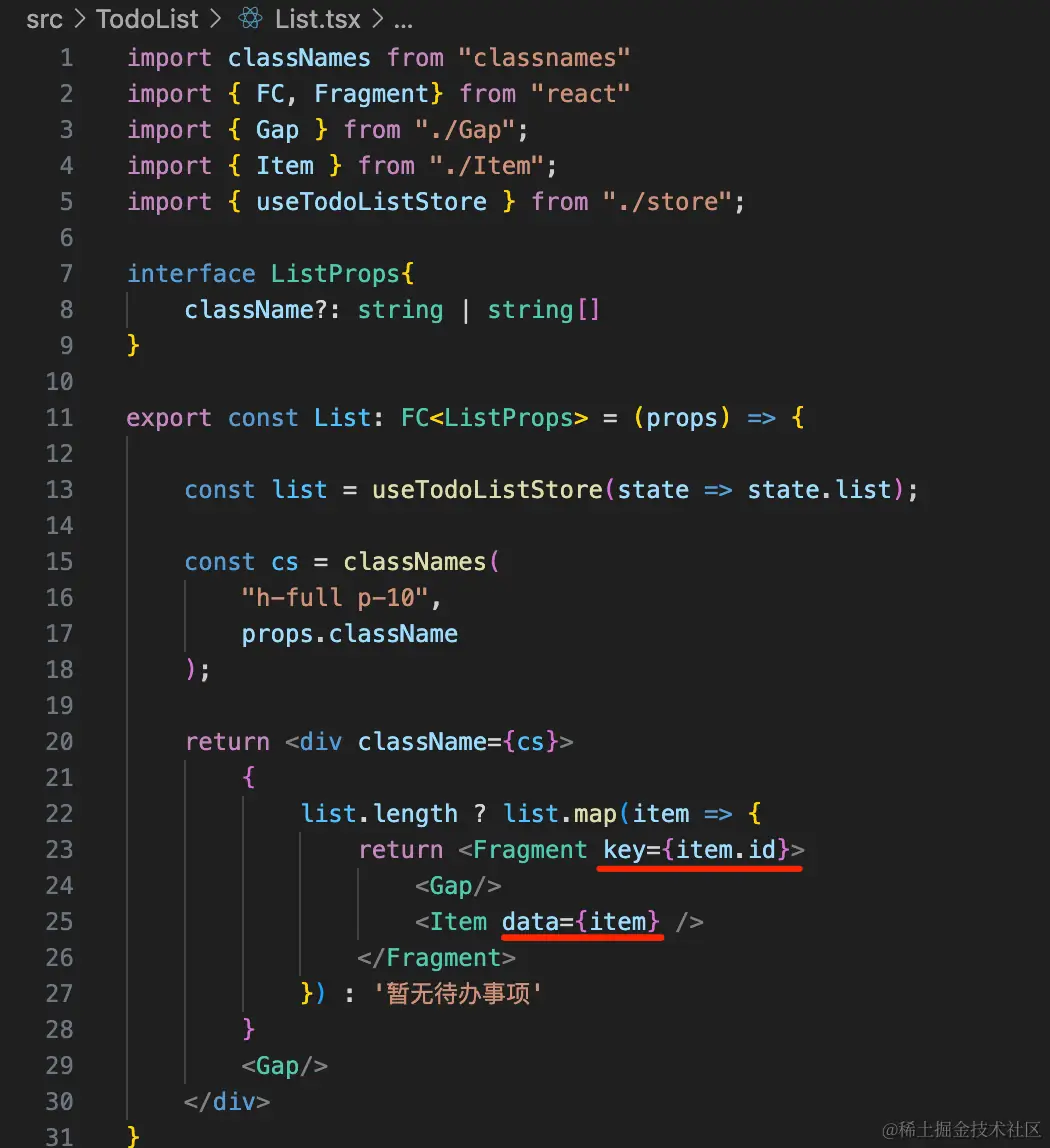 src > TodoList > List.tsx > ...
1 import classNames from "classnames"
2 import { FC, Fragment} from "react"
3 import { Gap } from "./Gap";
4 import { Item } from "./Item";
5 import { useTodoListStore } from "./store";
6
7 interface ListProps{
8     className?: string | string[]
9 }
10
11 export const List: FC<ListProps> = (props) => {
12
13     const list = useTodoListStore(state => state.list);
14
15     const cs = classNames(
16         "h-full p-10",
17         props.className
18     );
19
20     return <div className={cs}>
21         {
22             list.length ? list.map(item => {
23                 return <Fragment key={item.id}>
24                     <Gap/>
25                     <Item data={item} />
26                 </Fragment>
27             }) : '暂无待办事项'
28         }
29         <Gap/>
30     </div>
31 }
@稀土掘金技术社区